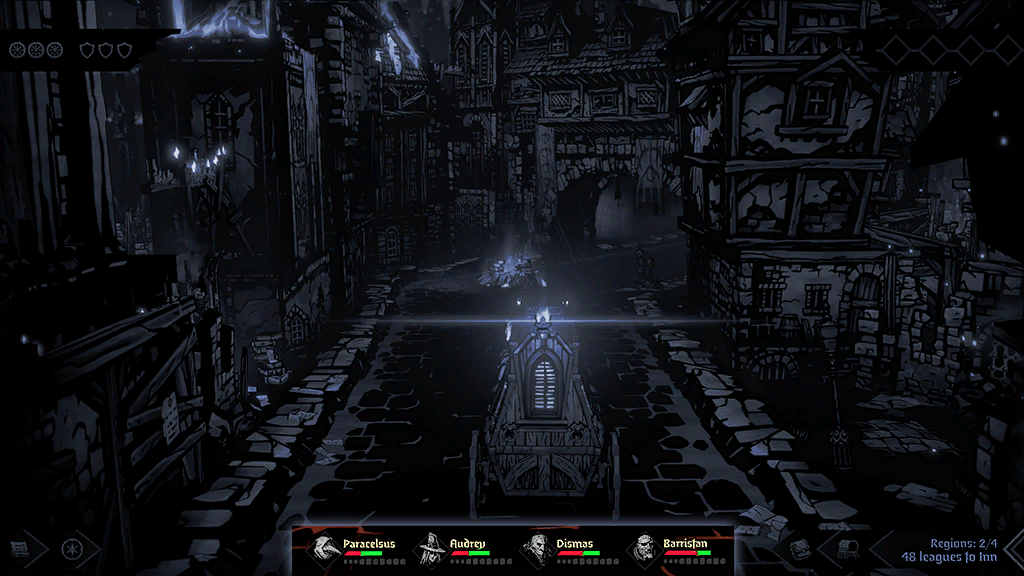 Paracelsus
Audrey
Dismas
Barristan
Regions: 2/4
48 leagues to Inn